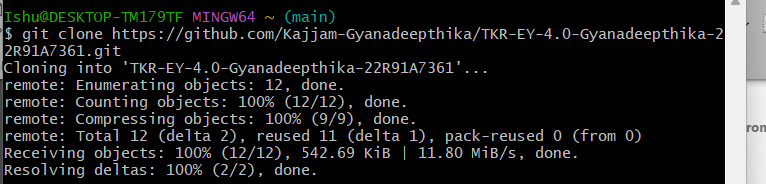 Ishu@DESKTOP-TM179TF MINGW64 ~ (main)
$ git clone https://github.com/Kajjam-Gyanadeepthika/TKR-EY-4.0-Gyanadeepthika-2
2R91A7361.git
Cloning into 'TKR-EY-4.0-Gyanadeepthika-22R91A7361'...
remote: Enumerating objects: 12, done.
remote: Counting objects: 100% (12/12), done.
remote: Compressing objects: 100% (9/9), done.
remote: Total 12 (delta 2), reused 11 (delta 1), pack-reused 0 (from 0)
Receiving objects: 100% (12/12), 542.69 KiB | 11.80 MiB/s, done.
Resolving deltas: 100% (2/2), done.